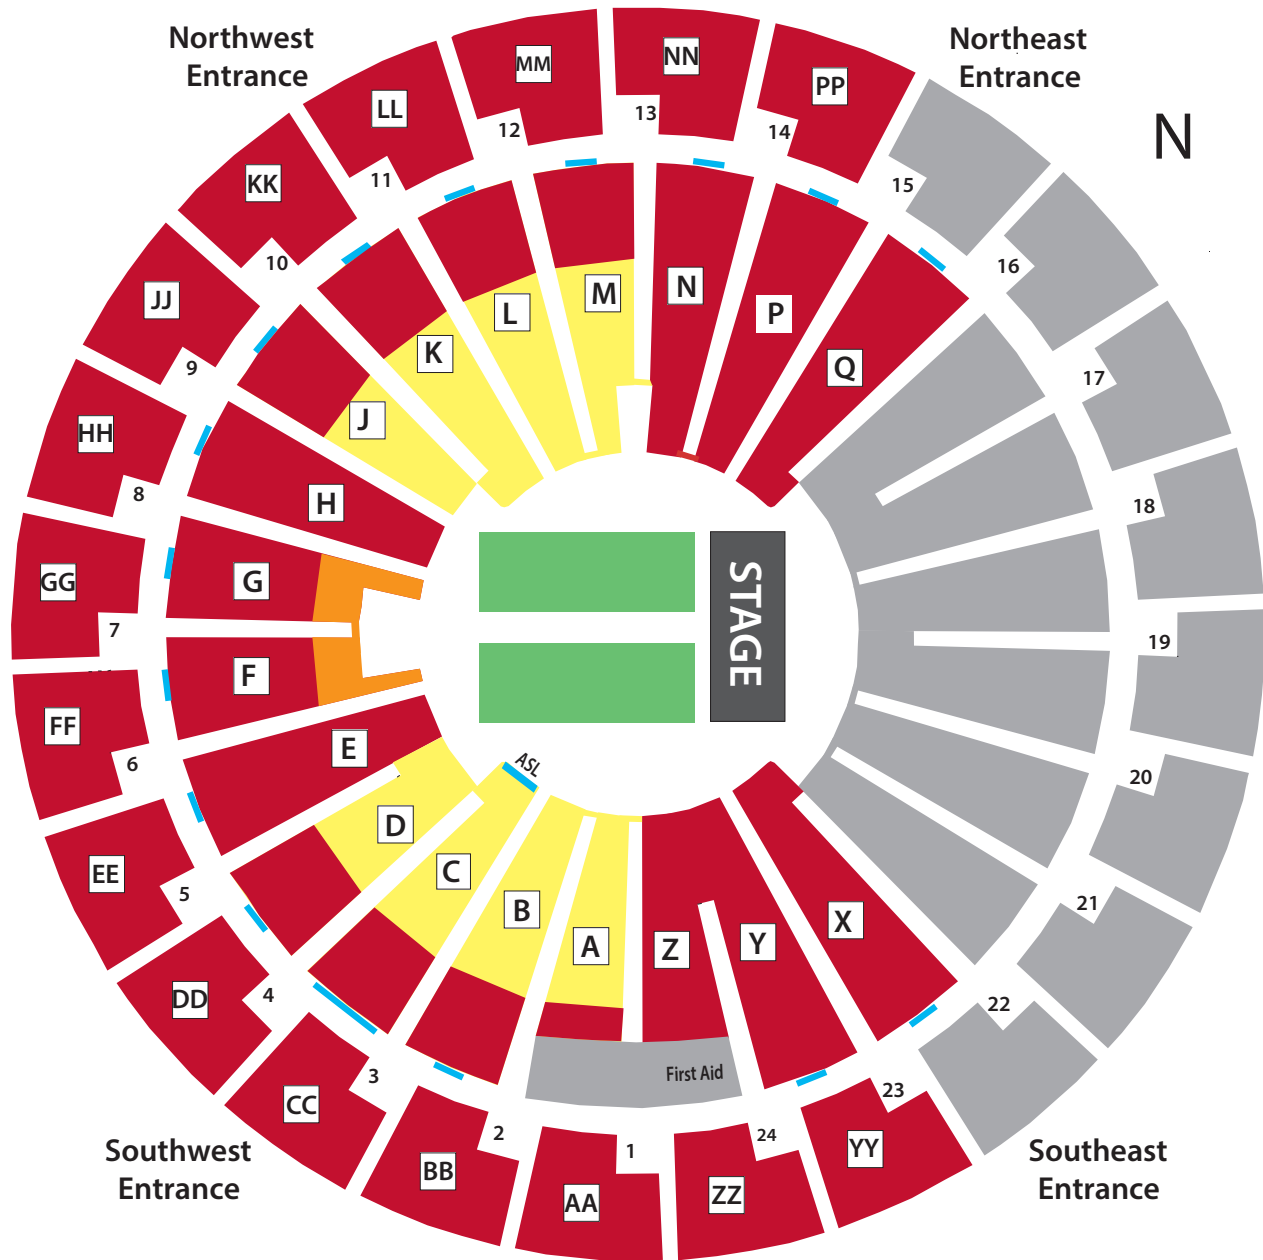 Northwest
Entrance
Northeast
Entrance
N
MM
NN
PP
LL
KK
JJ
HH
GG
FF
EE
DD
CC
BB
AA
ZZ
YY
13
12
14
11
15
10
16
9
17
8
18
7
19
6
20
5
21
4
22
3
23
2
24
1
M
N
P
L
K
Q
J
H
G
F
E
D
C
B
A
Z
Y
X
STAGE
ASL
First Aid
Southwest
Entrance
Southeast
Entrance